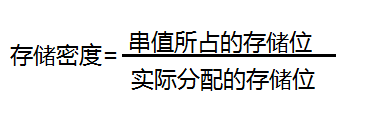 串值所占的存储位
存储密度=
实际分配的存储位